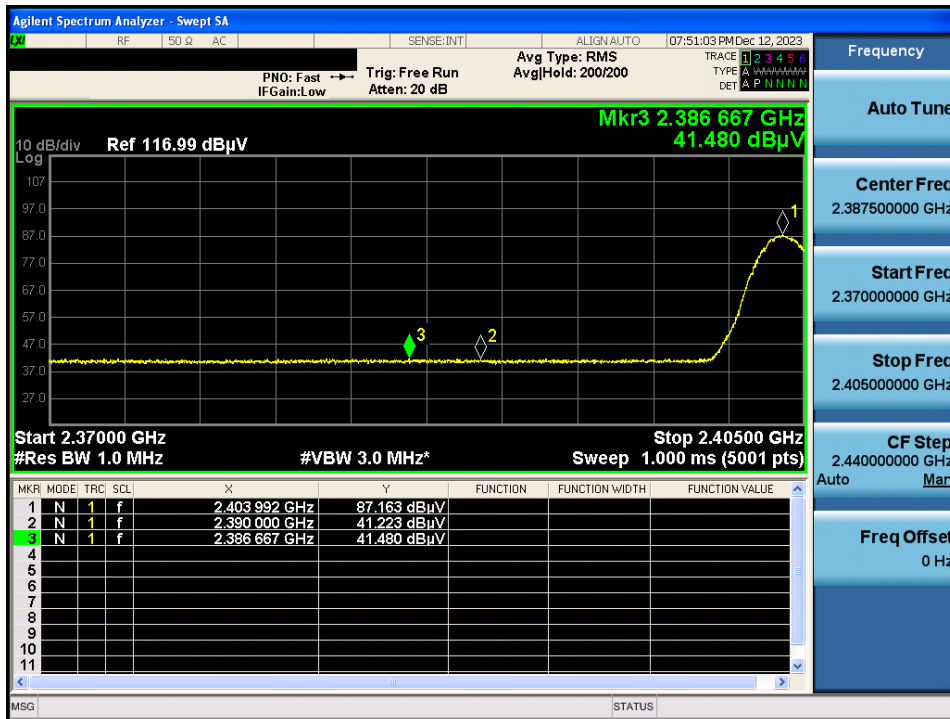 Agilent Spectrum Analyzer - Swept SA
LXI RF 50 Ω AC SENSE:INT ALIGN AUTO 07:51:03 PM Dec 12, 2023
PNO: Fast Trig: Free Run Avg Type: RMS TRACE 1 2 3 4 5 6
IFGain:Low Atten: 20 dB Avg|Hold: 200/200 TYPE A WWWWW
DET A P N N N N
Mkr3 2.386 667 GHz
41.480 dBµV
10 dB/div Ref 116.99 dBµV
Log
107
97.0
87.0
77.0
67.0
57.0
47.0
37.0
27.0
1
3
2
Start 2.37000 GHz Stop 2.40500 GHz
#Res BW 1.0 MHz #VBW 3.0 MHz* Sweep 1.000 ms (5001 pts)
MKR MODE TRC SCL X Y FUNCTION FUNCTION WIDTH FUNCTION VALUE
1 N 1 f 2.403 992 GHz 87.163 dBµV
2 N 1 f 2.390 000 GHz 41.223 dBµV
3 N 1 f 2.386 667 GHz 41.480 dBµV
4
5
6
7
8
9
10
11
MSG STATUS
Frequency
Auto Tune
Center Freq
2.387500000 GHz
Start Freq
2.370000000 GHz
Stop Freq
2.405000000 GHz
CF Step
2.440000000 GHz
Auto Man
Freq Offset
0 Hz